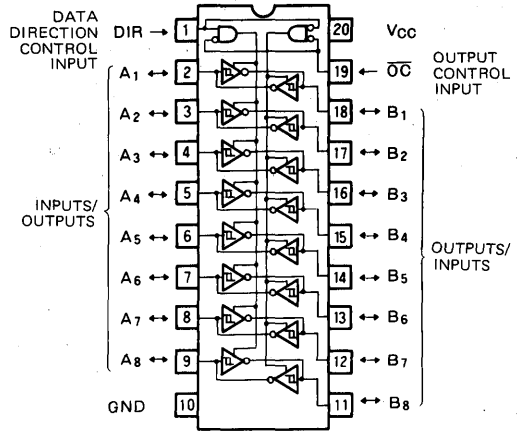 DATA
DIRECTION
CONTROL
INPUT
DIR → 1
20 VCC
A1 ↔ 2
19 ← OC
OUTPUT
CONTROL
INPUT
A2 ↔ 3
18 ↔ B1
A3 ↔ 4
17 ↔ B2
A4 ↔ 5
16 ↔ B3
INPUTS/
OUTPUTS
A5 ↔ 6
15 ↔ B4
A6 ↔ 7
14 ↔ B5
OUTPUTS/
INPUTS
A7 ↔ 8
13 ↔ B6
A8 ↔ 9
12 ↔ B7
GND 10
11 ↔ B8